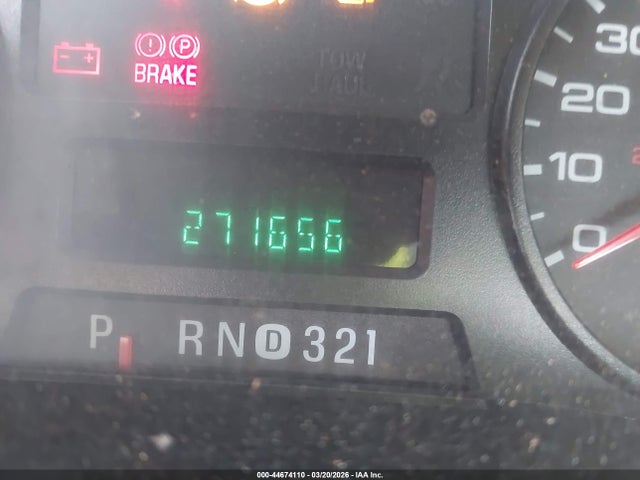 BRAKE
TOW
HAUL
271656
P R N D 3 2 1
30
20
10
0
000-44674110 - 03/20/2026 - IAA Inc.